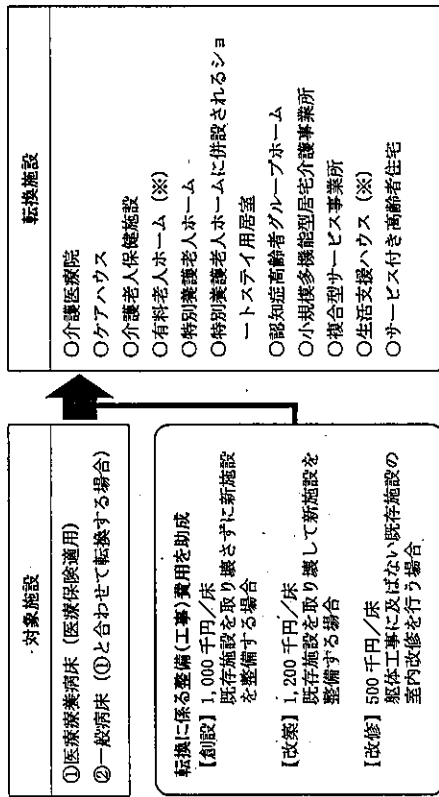 対象施設
①医療療養病床（医療保険適用）
②一般病床（①と合わせて転換する場合）
転換に係る整備(工事)費用を助成
【創設】1,000千円／床
既存施設を取り壊さずに新施設
を整備する場合
【改築】1,200千円／床
既存施設を取り壊して新施設を
整備する場合
【改修】500千円／床
躯体工事に及ばない既存施設の
室内改修を行う場合
転換施設
○介護医療院
○ケアハウス
○介護老人保健施設
○有料老人ホーム（※）
○特別養護老人ホーム
○特別養護老人ホームに併設されるショ
ートステイ用居室
○認知症高齢者グループホーム
○小規模多機能型居宅介護事業所
○複合型サービス事業所
○生活支援ハウス（※）
○サービス付き高齢者住宅